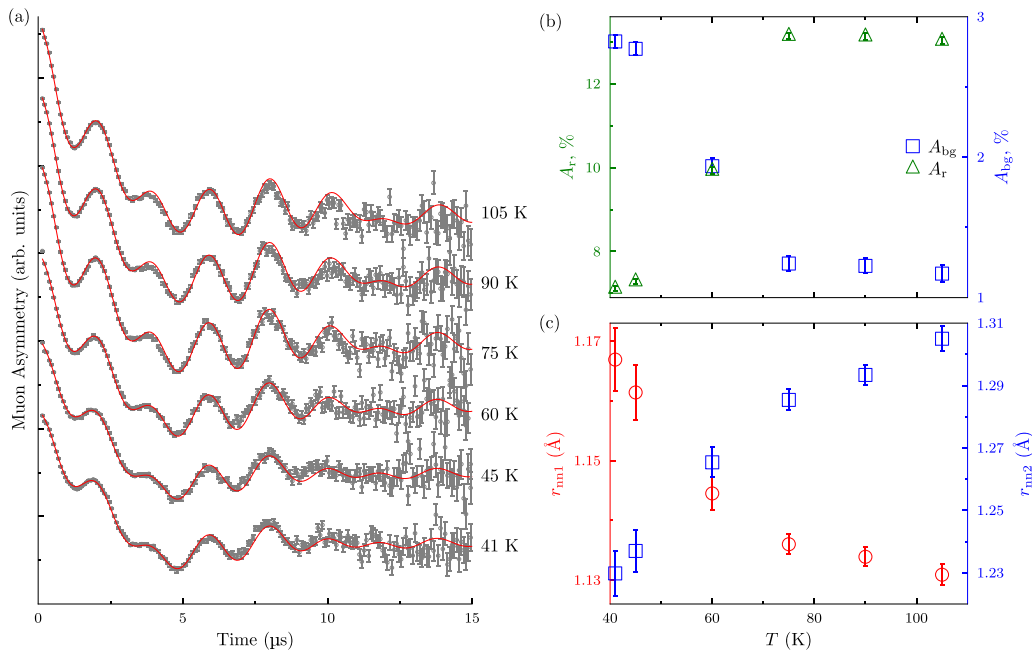 (a)
Muon Asymmetry (arb. units)
105 K
90 K
75 K
60 K
45 K
41 K
0
5
10
15
Time (µs)
(b)
12
10
8
A_r, %
3
2
1
A_bg, %
A_bg
A_r
(c)
1.17
1.15
1.13
r_nn1 (Å)
1.31
1.29
1.27
1.25
1.23
r_nn2 (Å)
40
60
80
100
T (K)